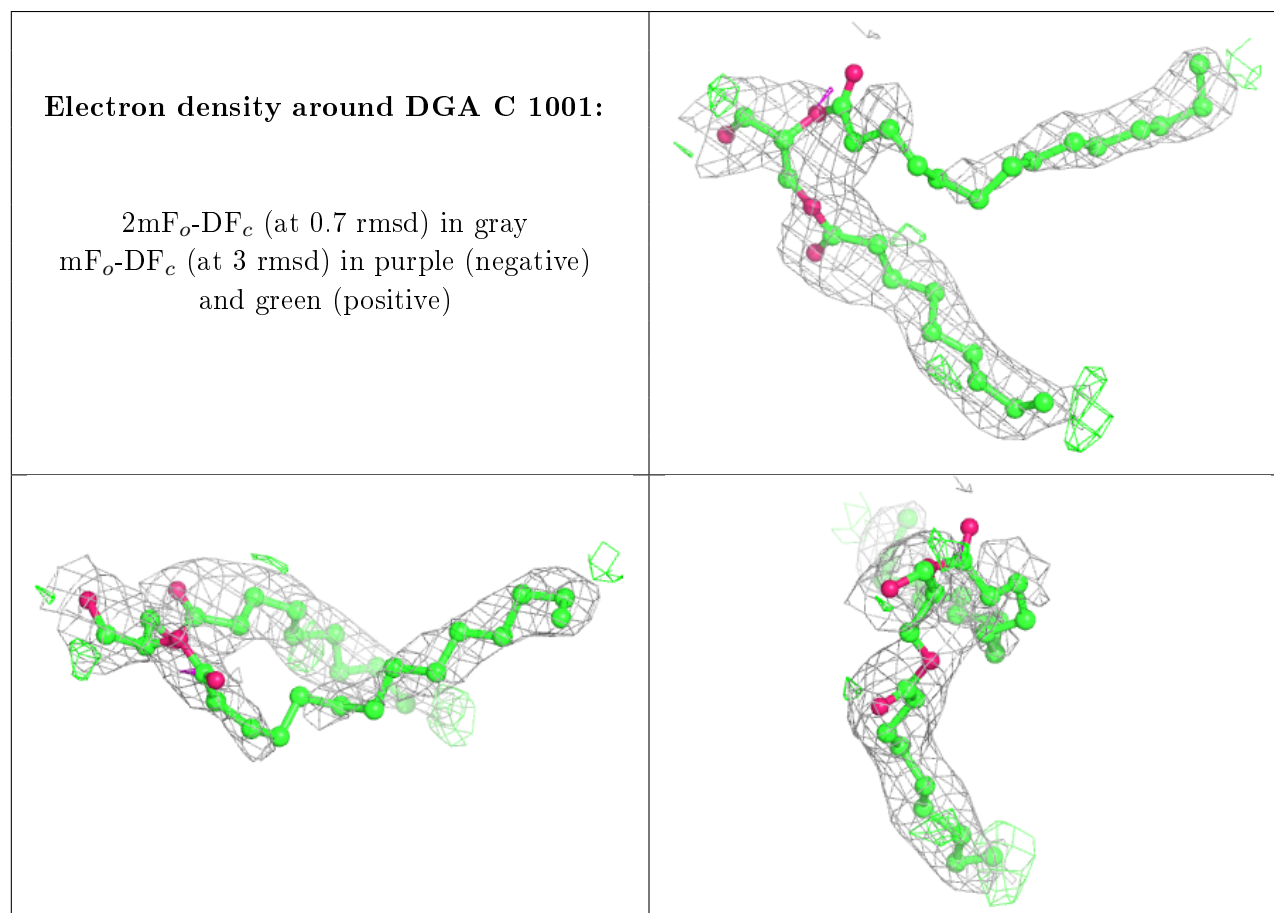 Electron density around DGA C 1001:
2mFo-DFc (at 0.7 rmsd) in gray
mFo-DFc (at 3 rmsd) in purple (negative)
and green (positive)